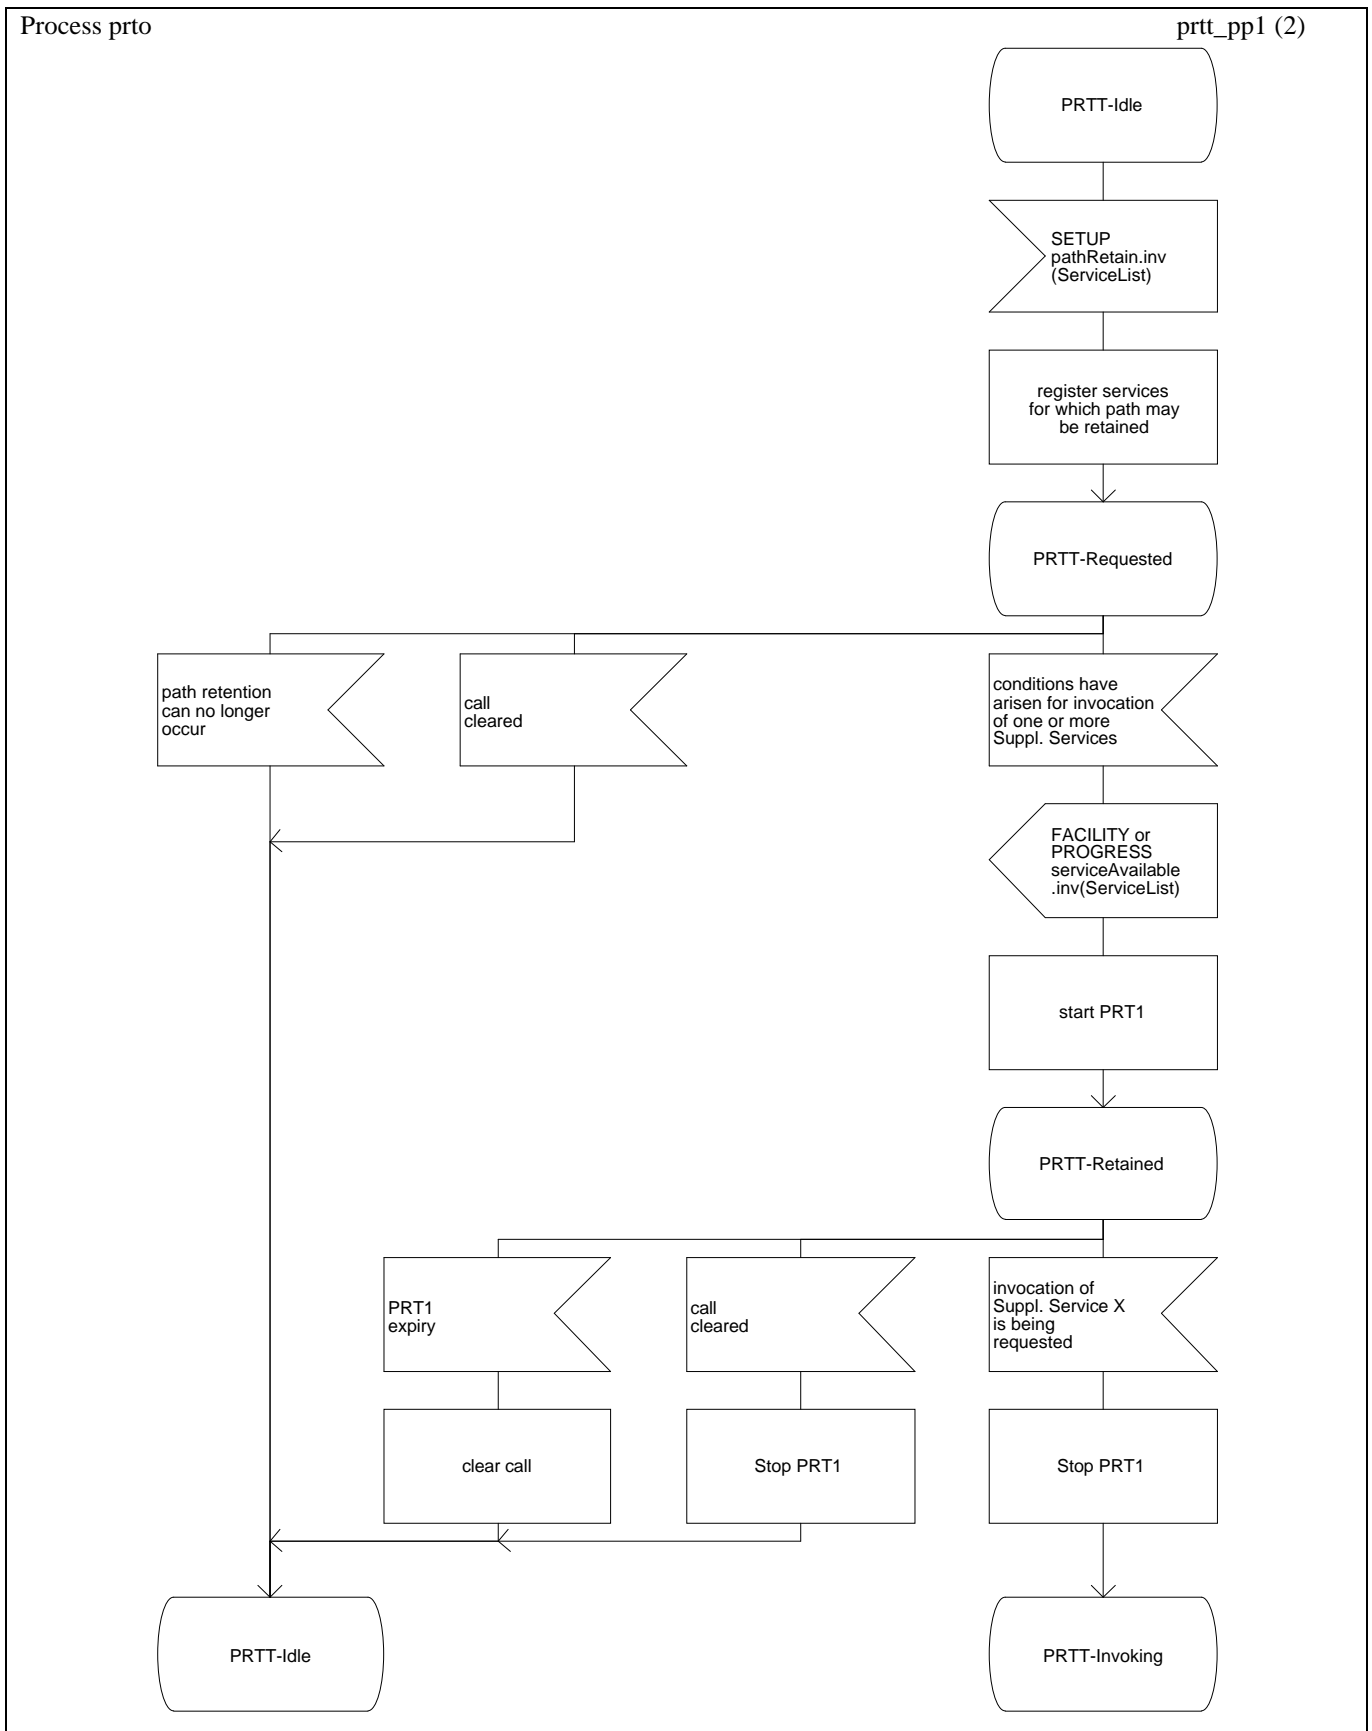 Process prto
prtt_pp1 (2)
PRTT-Idle
SETUP
pathRetain.inv
(ServiceList)
register services
for which path may
be retained
PRTT-Requested
path retention
can no longer
occur
call
cleared
conditions have
arisen for invocation
of one or more
Suppl. Services
FACILITY or
PROGRESS
serviceAvailable
.inv(ServiceList)
start PRT1
PRTT-Retained
PRT1
expiry
call
cleared
invocation of
Suppl. Service X
is being
requested
clear call
Stop PRT1
Stop PRT1
PRTT-Idle
PRTT-Invoking